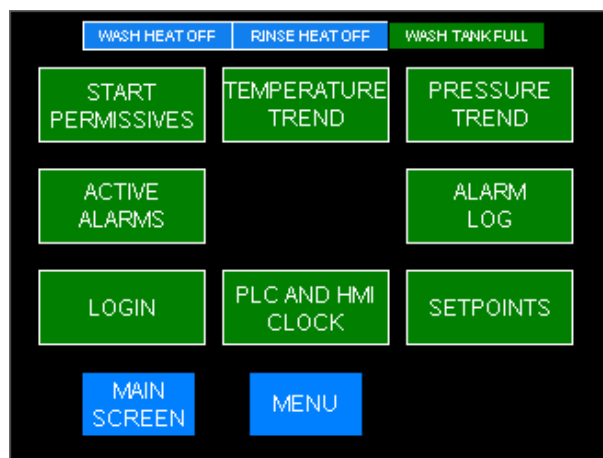 WASH HEAT OFF
RINSE HEAT OFF
WASH TANK FULL
START
PERMISSIVES
TEMPERATURE
TREND
PRESSURE
TREND
ACTIVE
ALARMS
ALARM
LOG
LOGIN
PLC AND HMI
CLOCK
SETPOINTS
MAIN
SCREEN
MENU